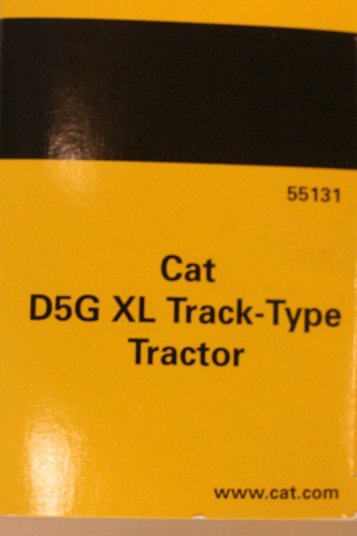 55131
Cat
D5G XL Track-Type
Tractor
www.cat.com